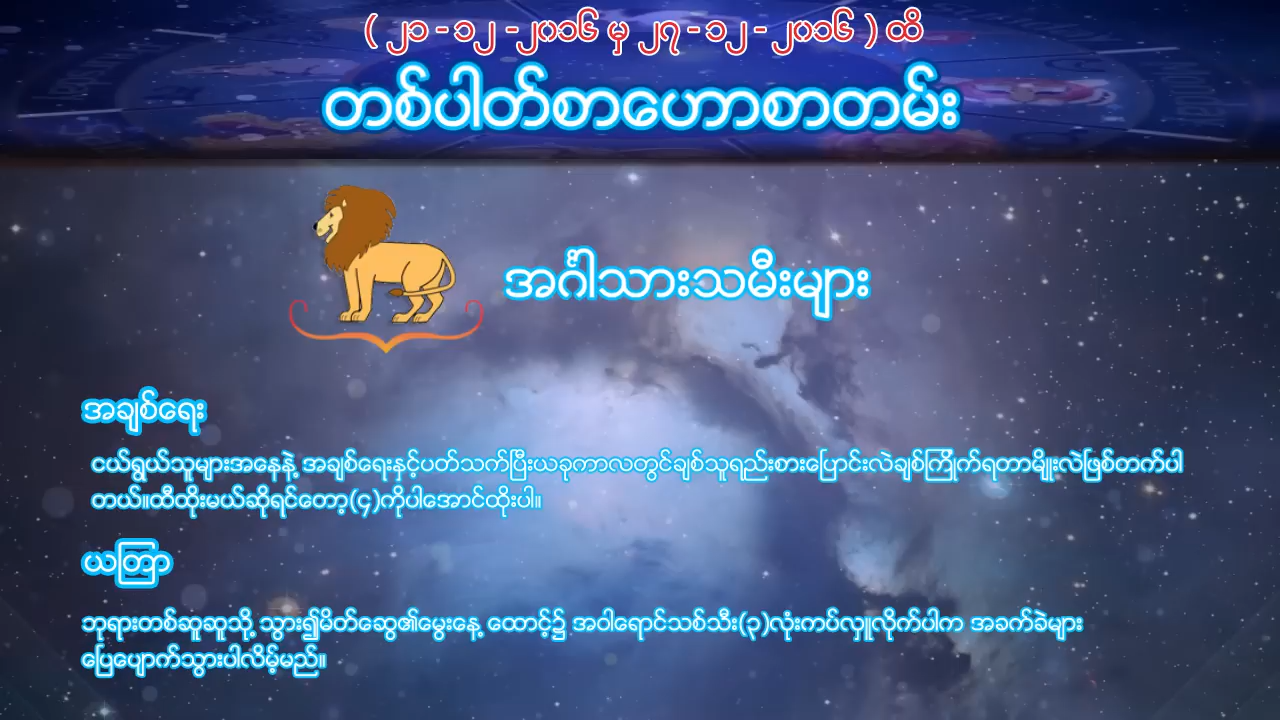 ( ၂၁ - ၁၂ -၂၀၁၆ မှ ၂၇ - ၁၂ - ၂၀၁၆ ) ထိ
တစ်ပါတ်စာဟောစာတမ်း
အင်္ဂါသားသမီးများ
အချစ်ရေး
ငယ်ရွယ်သူများအနေနဲ့ အချစ်ရေးနှင့်ပတ်သက်ပြီးယခုကာလတွင်ချစ်သူရည်းစားပြောင်းလဲချစ်ကြိုက်ရတာမျိုးလဲဖြစ်တက်ပါ
တယ်။ထီထိုးမယ်ဆိုရင်တော့(၄)ကိုပါအောင်ထိုးပါ။
ယတြာ
ဘုရားတစ်ဆူဆူသို့ သွား၍မိတ်ဆွေ၏မွေးနေ့ ထောင့်၌ အဝါရောင်သစ်သီး(၃)လုံးကပ်လှူလိုက်ပါက အခက်ခဲများ
ပြေပျောက်သွားပါလိမ့်မည်။